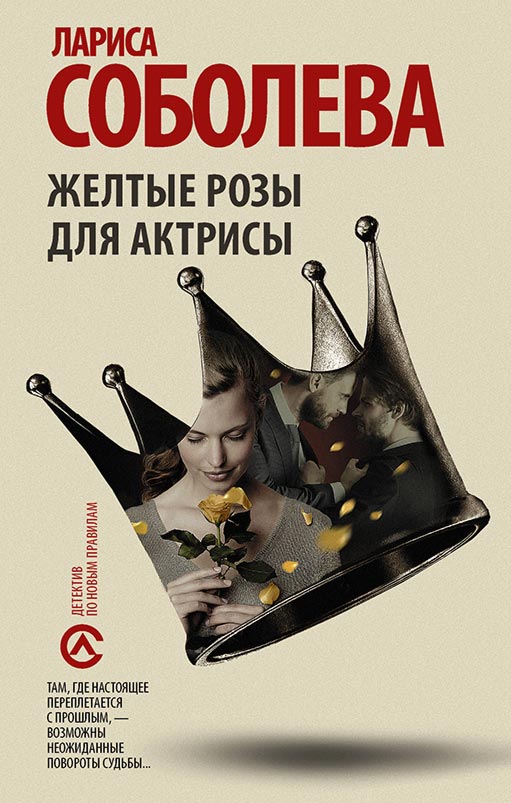 ЛАРИСА
СОБОЛЕВА
ЖЕЛТЫЕ РОЗЫ
ДЛЯ АКТРИСЫ
ДЕТЕКТИВ
ПО НОВЫМ ПРАВИЛАМ
ТАМ, ГДЕ НАСТОЯЩЕЕ
ПЕРЕПЛЕТАЕТСЯ
С ПРОШЛЫМ, —
ВОЗМОЖНЫ
НЕОЖИДАННЫЕ
ПОВОРОТЫ СУДЬБЫ...